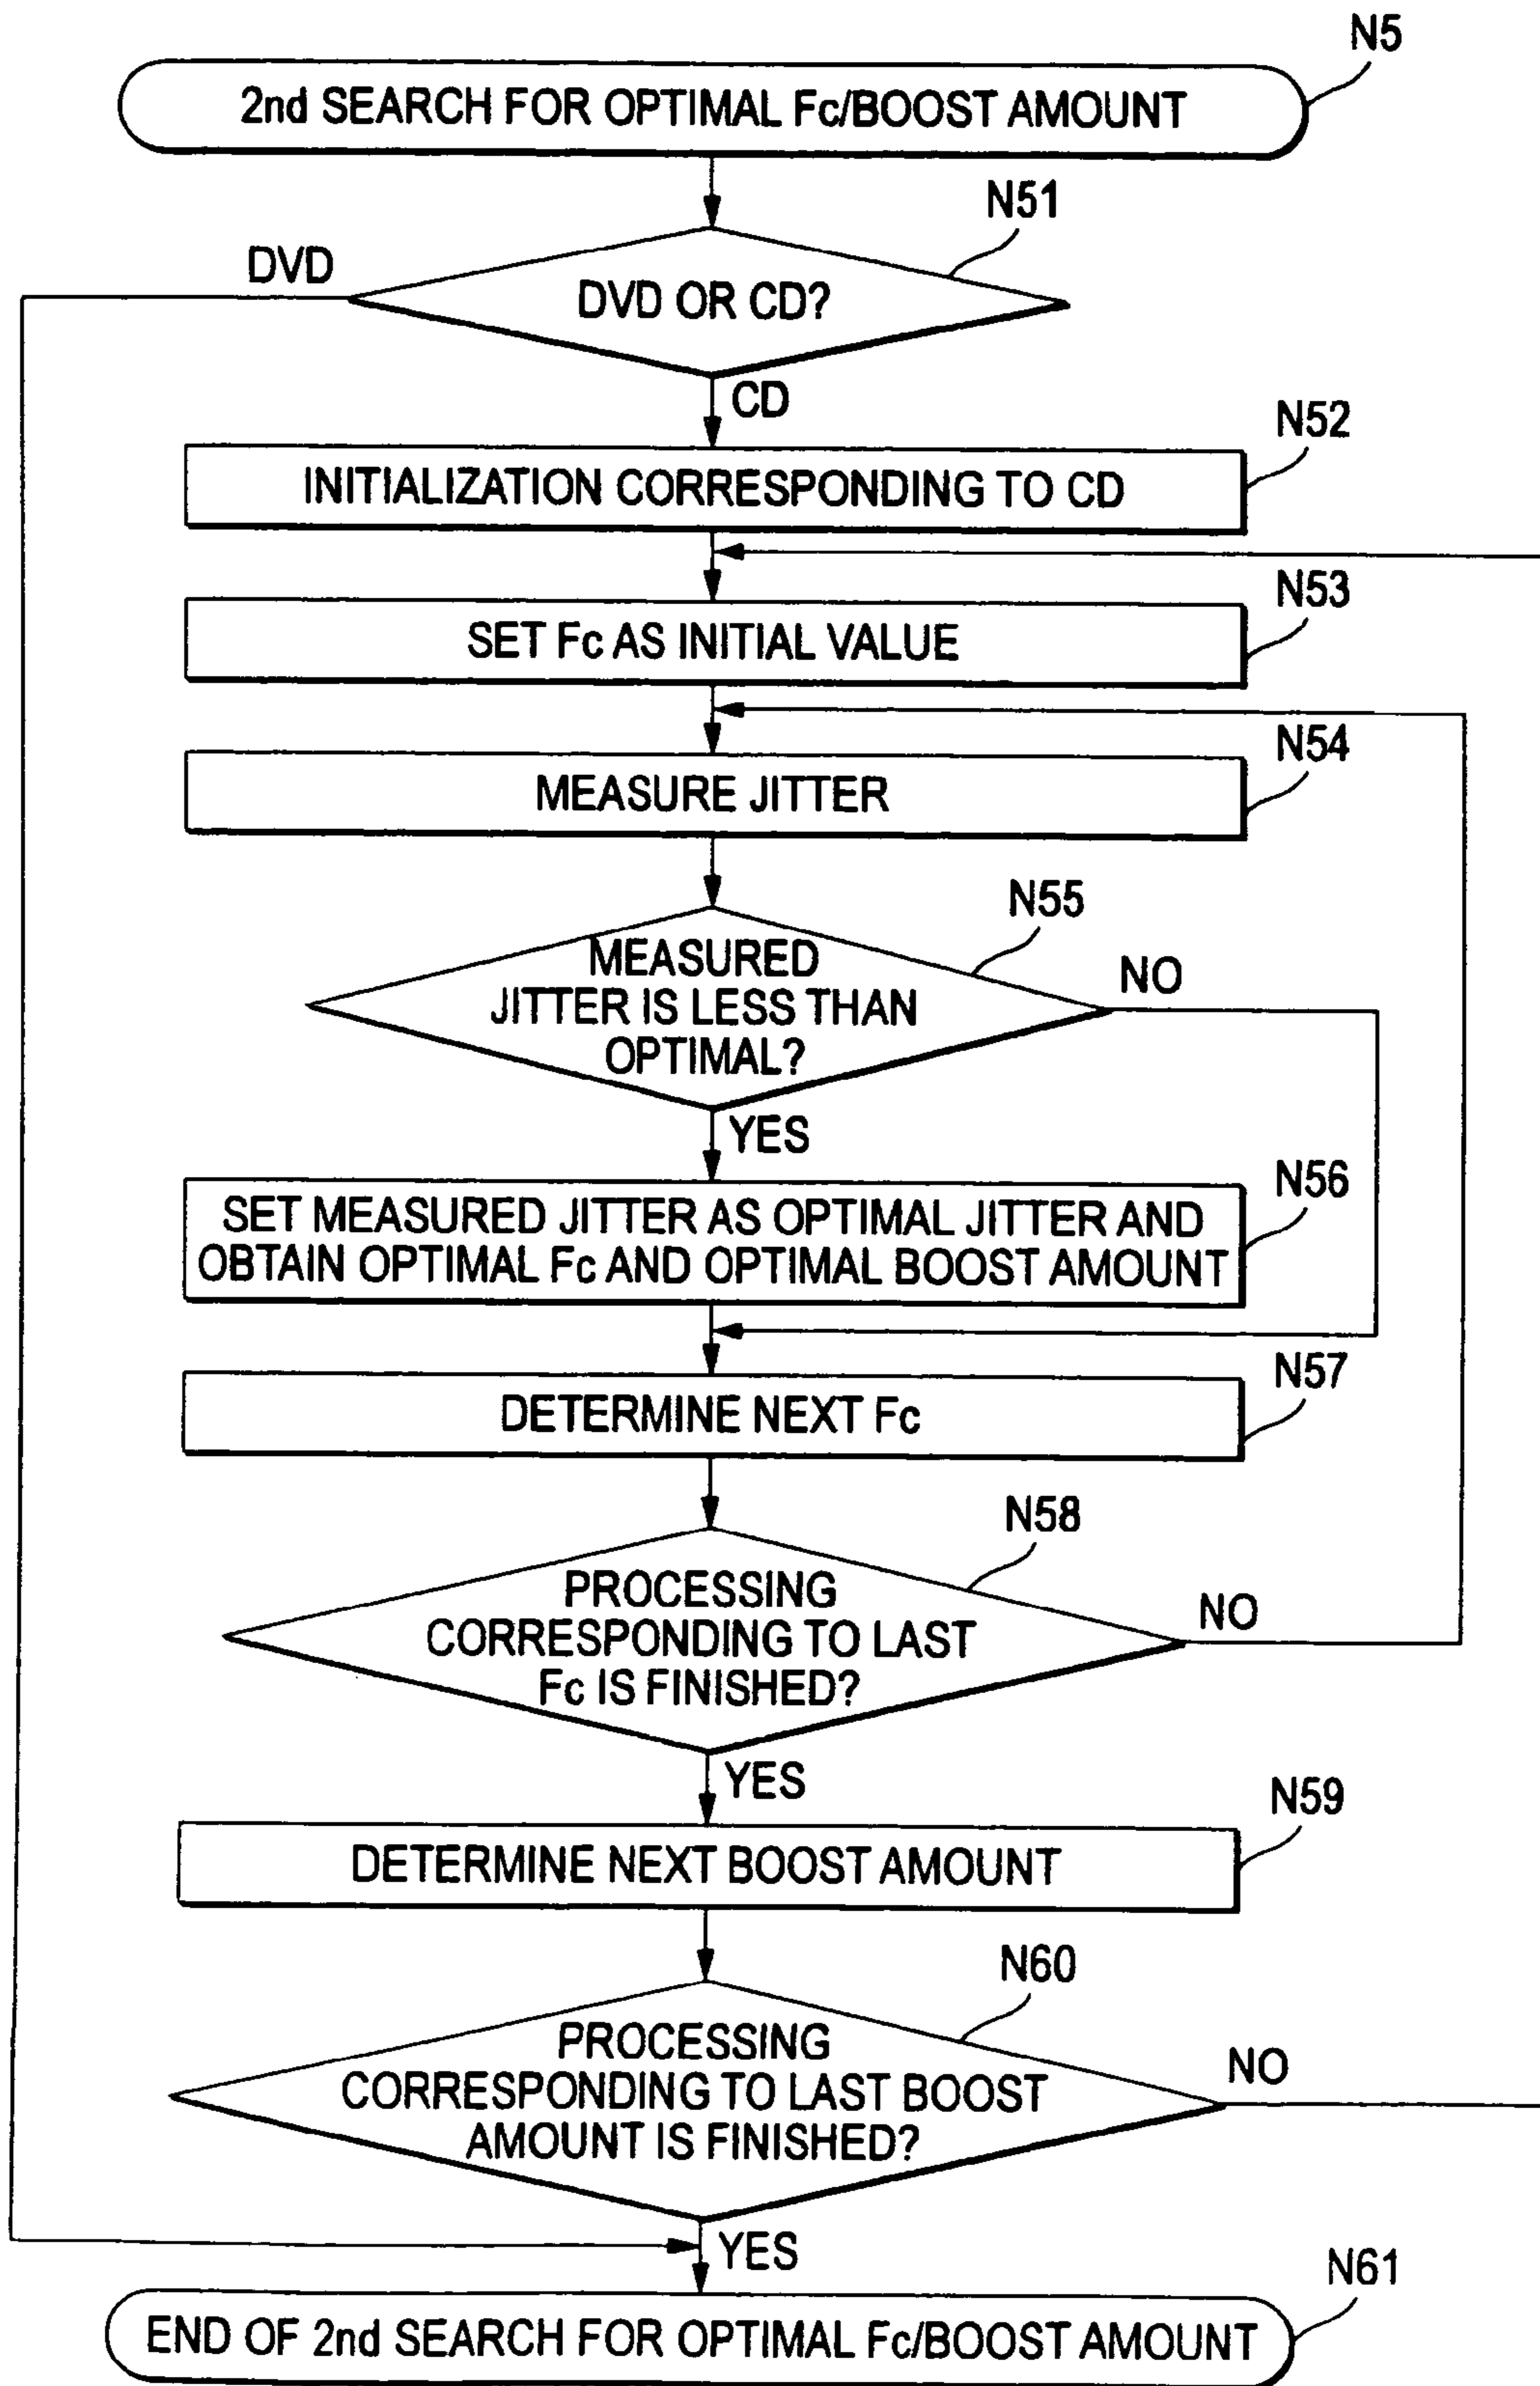 N5
2nd SEARCH FOR OPTIMAL Fc/BOOST AMOUNT
N51
DVD
DVD OR CD?
CD
N52
INITIALIZATION CORRESPONDING TO CD
N53
SET Fc AS INITIAL VALUE
N54
MEASURE JITTER
N55
MEASURED
JITTER IS LESS THAN
OPTIMAL?
NO
YES
N56
SET MEASURED JITTER AS OPTIMAL JITTER AND
OBTAIN OPTIMAL Fc AND OPTIMAL BOOST AMOUNT
N57
DETERMINE NEXT Fc
N58
PROCESSING
CORRESPONDING TO LAST
Fc IS FINISHED?
NO
YES
N59
DETERMINE NEXT BOOST AMOUNT
N60
PROCESSING
CORRESPONDING TO LAST BOOST
AMOUNT IS FINISHED?
NO
YES
N61
END OF 2nd SEARCH FOR OPTIMAL Fc/BOOST AMOUNT